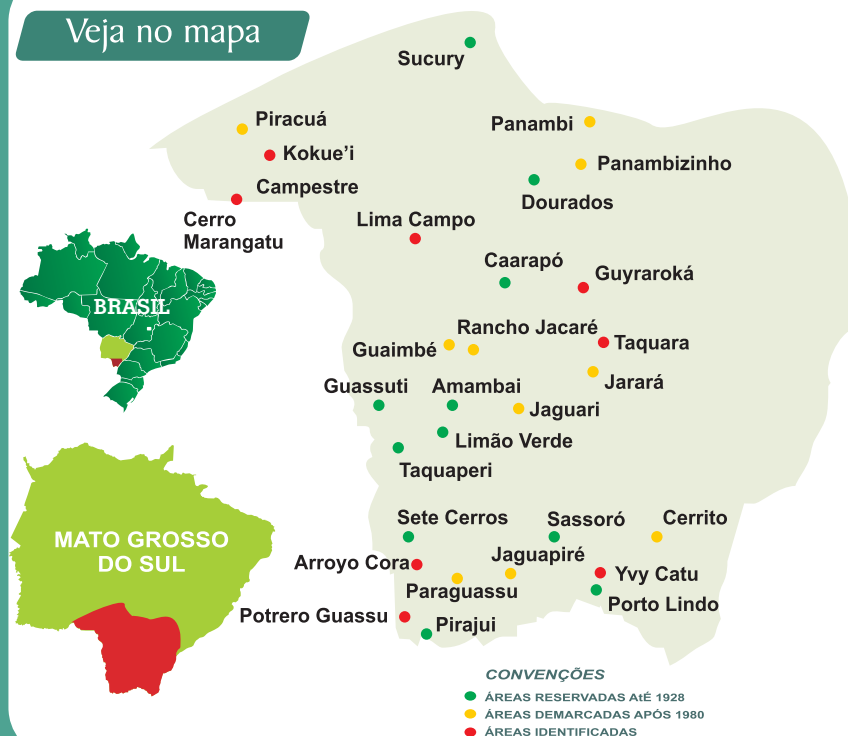 Veja no mapa
Sucury
Piracuá
Panambi
Kokue'i
Panambizinho
Campestre
Dourados
Cerro
Marangatu
Lima Campo
Caarapó
Guyraroká
BRASIL
Rancho Jacaré
Guaimbé
Taquara
Jarará
Guassuti
Amambai
Jaguari
Limão Verde
Taquaperi
Sete Cerros
Sassoró
Cerrito
MATO GROSSO
DO SUL
Arroyo Cora
Jaguapiré
Yvy Catu
Paraguassu
Porto Lindo
Potrero Guassu
Pirajui
CONVENÇÕES
ÁREAS RESERVADAS AtÉ 1928
ÁREAS DEMARCADAS APÓS 1980
ÁREAS IDENTIFICADAS